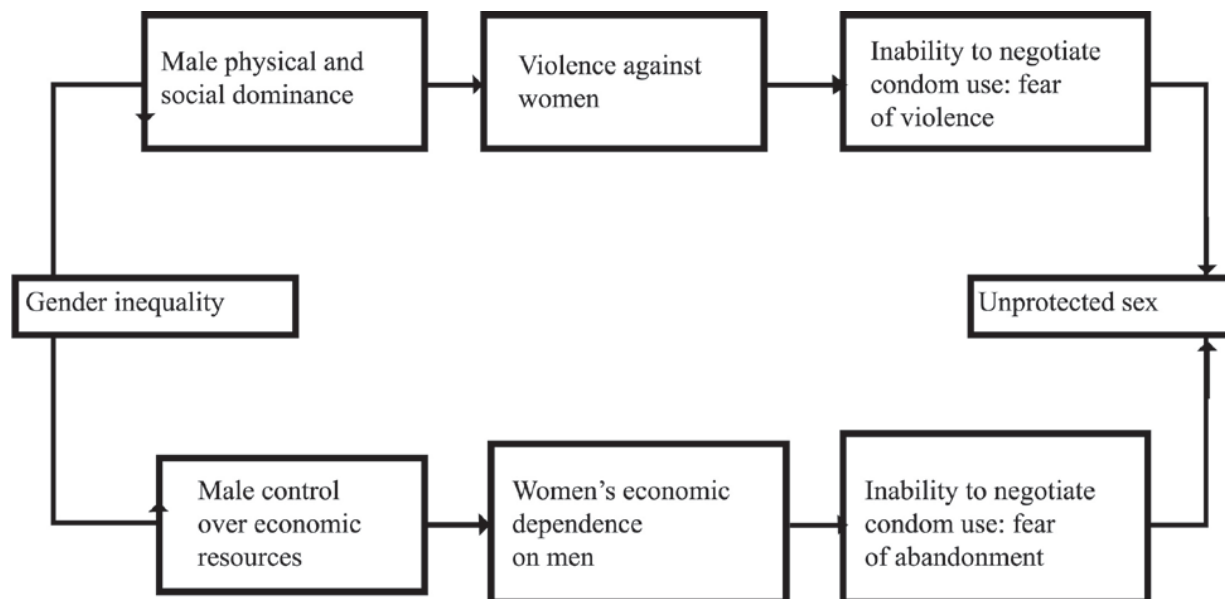 Male physical and
social dominance
Violence against
women
Inability to negotiate
condom use: fear
of violence
Gender inequality
Unprotected sex
Male control
over economic
resources
Women’s economic
dependence
on men
Inability to negotiate
condom use: fear
of abandonment